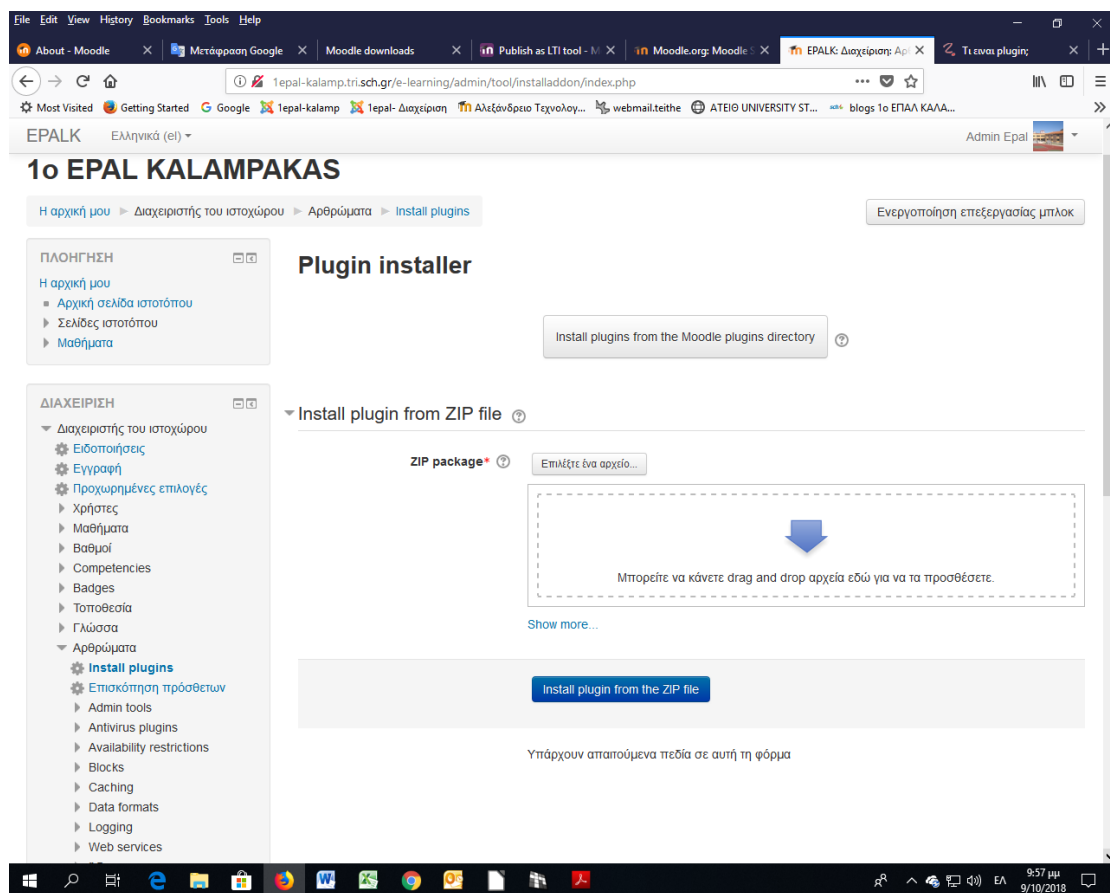 File Edit View History Bookmarks Tools Help
About - Moodle
Μετάφραση Google
Moodle downloads
Publish as LTI tool - M
Moodle.org: Moodle S
EPALK: Διαχείριση: Αρθ
Τι ειναι plugin;
1epal-kalamp.tri.sch.gr/e-learning/admin/tool/installaddon/index.php
Most Visited Getting Started Google 1epal-kalamp 1epal- Διαχείριση Αλεξάνδρειο Τεχνολογ... webmail.teithe ATEIΘ UNIVERSITY ST... blogs 1ο ΕΠΑΛ ΚΑΛΑ...
EPALK Ελληνικά (el)
Admin Epal
1o EPAL KALAMPAKAS
Η αρχική μου Διαχειριστής του ιστοχώρου Αρθρώματα Install plugins
Ενεργοποίηση επεξεργασίας μπλοκ
ΠΛΟΗΓΗΣΗ
Η αρχική μου
Αρχική σελίδα ιστοτόπου
Σελίδες ιστοτόπου
Μαθήματα
ΔΙΑΧΕΙΡΙΣΗ
Διαχειριστής του ιστοχώρου
Ειδοποιήσεις
Εγγραφή
Προχωρημένες επιλογές
Χρήστες
Μαθήματα
Βαθμοί
Competencies
Badges
Τοποθεσία
Γλώσσα
Αρθρώματα
Install plugins
Επισκόπηση πρόσθετων
Admin tools
Antivirus plugins
Availability restrictions
Blocks
Caching
Data formats
Logging
Web services
Plugin installer
Install plugins from the Moodle plugins directory
Install plugin from ZIP file
ZIP package*
Επιλέξτε ένα αρχείο...
Μπορείτε να κάνετε drag and drop αρχεία εδώ για να τα προσθέσετε.
Show more...
Install plugin from the ZIP file
Υπάρχουν απαιτούμενα πεδία σε αυτή τη φόρμα
ΕΛ
9:57 μμ
9/10/2018